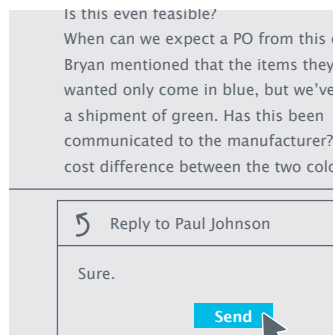 Is this even feasible?
When can we expect a PO from this
Bryan mentioned that the items they
wanted only come in blue, but we've
a shipment of green. Has this been
communicated to the manufacturer?
cost difference between the two
Reply to Paul Johnson
Sure.
Send